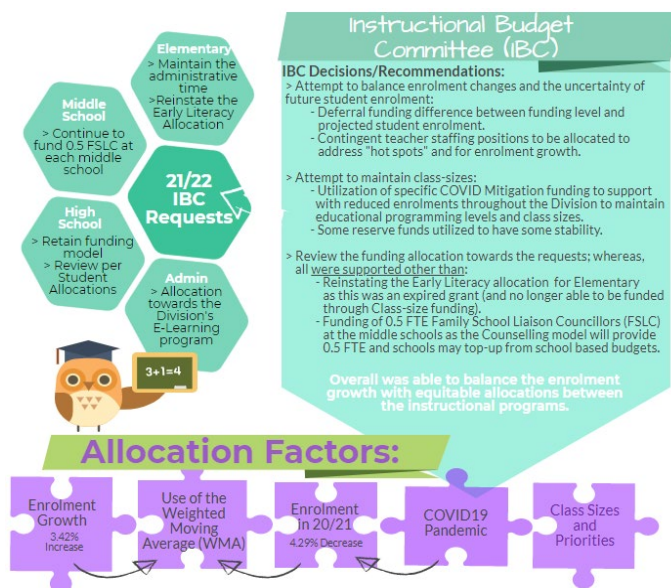 Elementary
> Maintain the
administrative time
>Reinstate the
Early Literacy
Allocation
Middle
School
> Continue to
fund 0.5 FSLC at
each middle
school
21/22
IBC
Requests
High
School
> Retain funding
model
> Review per
Student
Allocations
Admin
> Allocation
towards the
Division's
E-Learning
program
3+1=4
Instructional Budget
Committee (IBC)
IBC Decisions/Recommendations:
> Attempt to balance enrolment changes and the uncertainty of
future student enrolment:
- Deferral funding difference between funding level and
projected student enrolment.
- Contingent teacher staffing positions to be allocated to
address "hot spots" and for enrolment growth.
> Attempt to maintain class-sizes:
- Utilization of specific COVID Mitigation funding to support
with reduced enrolments throughout the Division to maintain
educational programming levels and class sizes.
- Some reserve funds utilized to have some stability.
> Review the funding allocation towards the requests; whereas,
all were supported other than:
- Reinstating the Early Literacy allocation for Elementary
as this was an expired grant (and no longer able to be funded
through Class-size funding).
- Funding of 0.5 FTE Family School Liaison Councillors (FSLC)
at the middle schools as the Counselling model will provide
0.5 FTE and schools may top-up from school based budgets.
Overall was able to balance the enrolment
growth with equitable allocations between
the instructional programs.
Allocation Factors:
Enrolment
Growth
3.42%
Increase
Use of the
Weighted
Moving
Average (WMA)
Enrolment
in 20/21
4.29% Decrease
COVID19
Pandemic
Class Sizes
and
Priorities